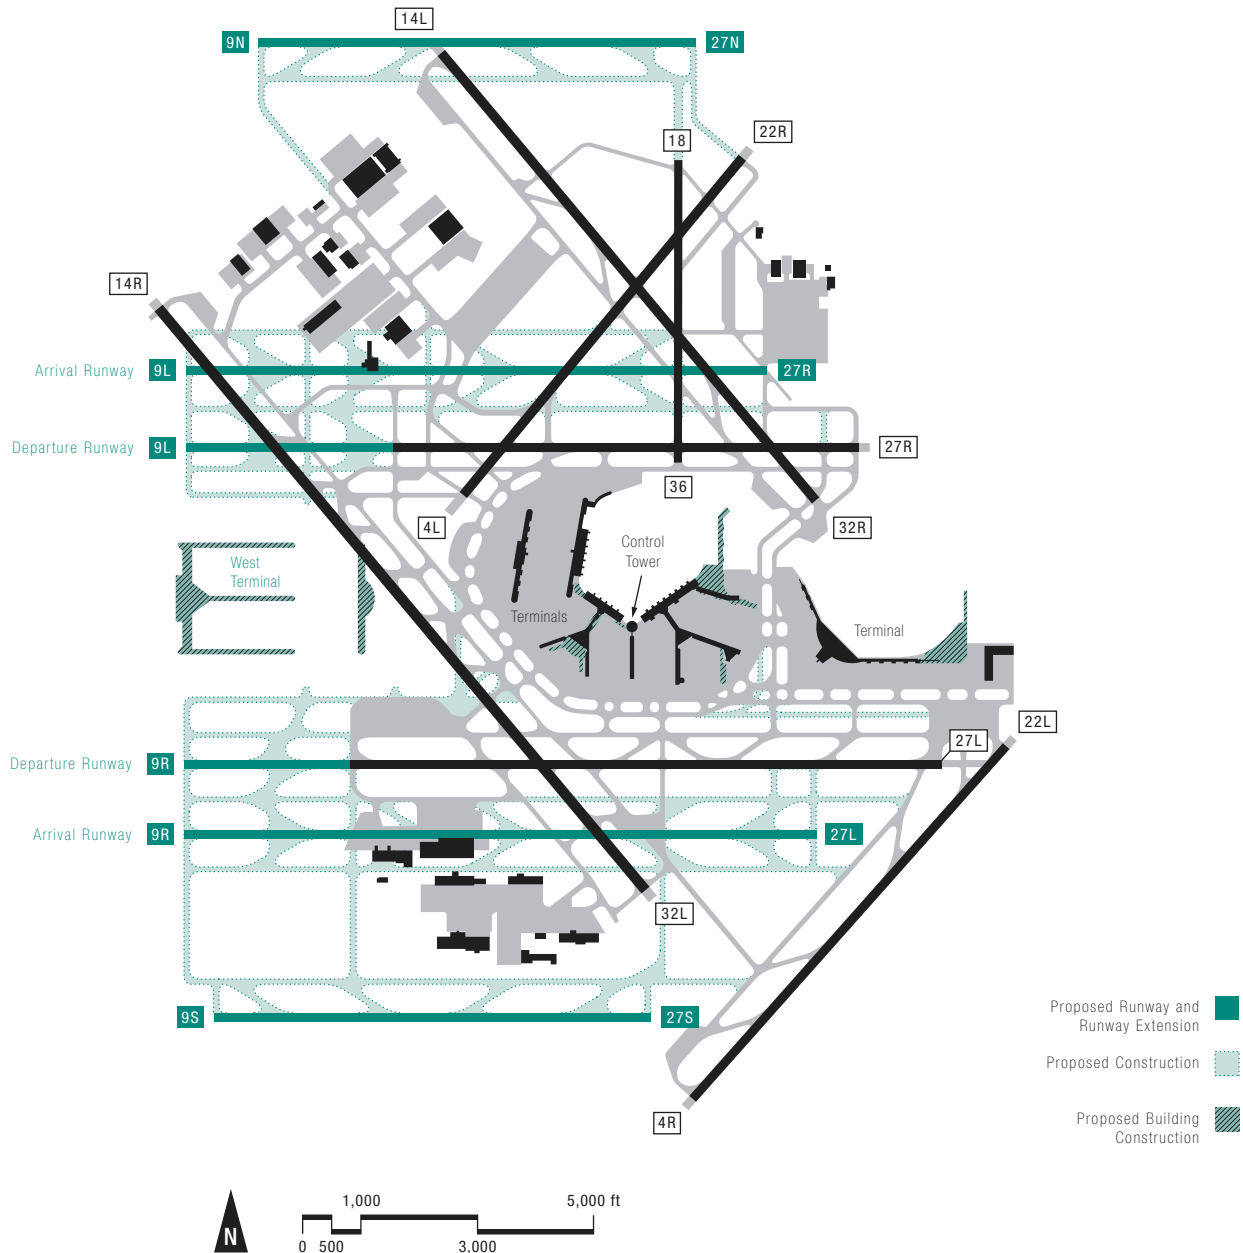 14L
9N
27N
18
22R
14R
Arrival Runway
9L
27R
Departure Runway
9L
27R
36
4L
32R
Control
Tower
West
Terminal
Terminals
Terminal
22L
27L
Departure Runway
9R
Arrival Runway
9R
27L
32L
9S
27S
Proposed Runway and
Runway Extension
Proposed Construction
4R
Proposed Building
Construction
N
1,000
5,000 ft
0
500
3,000